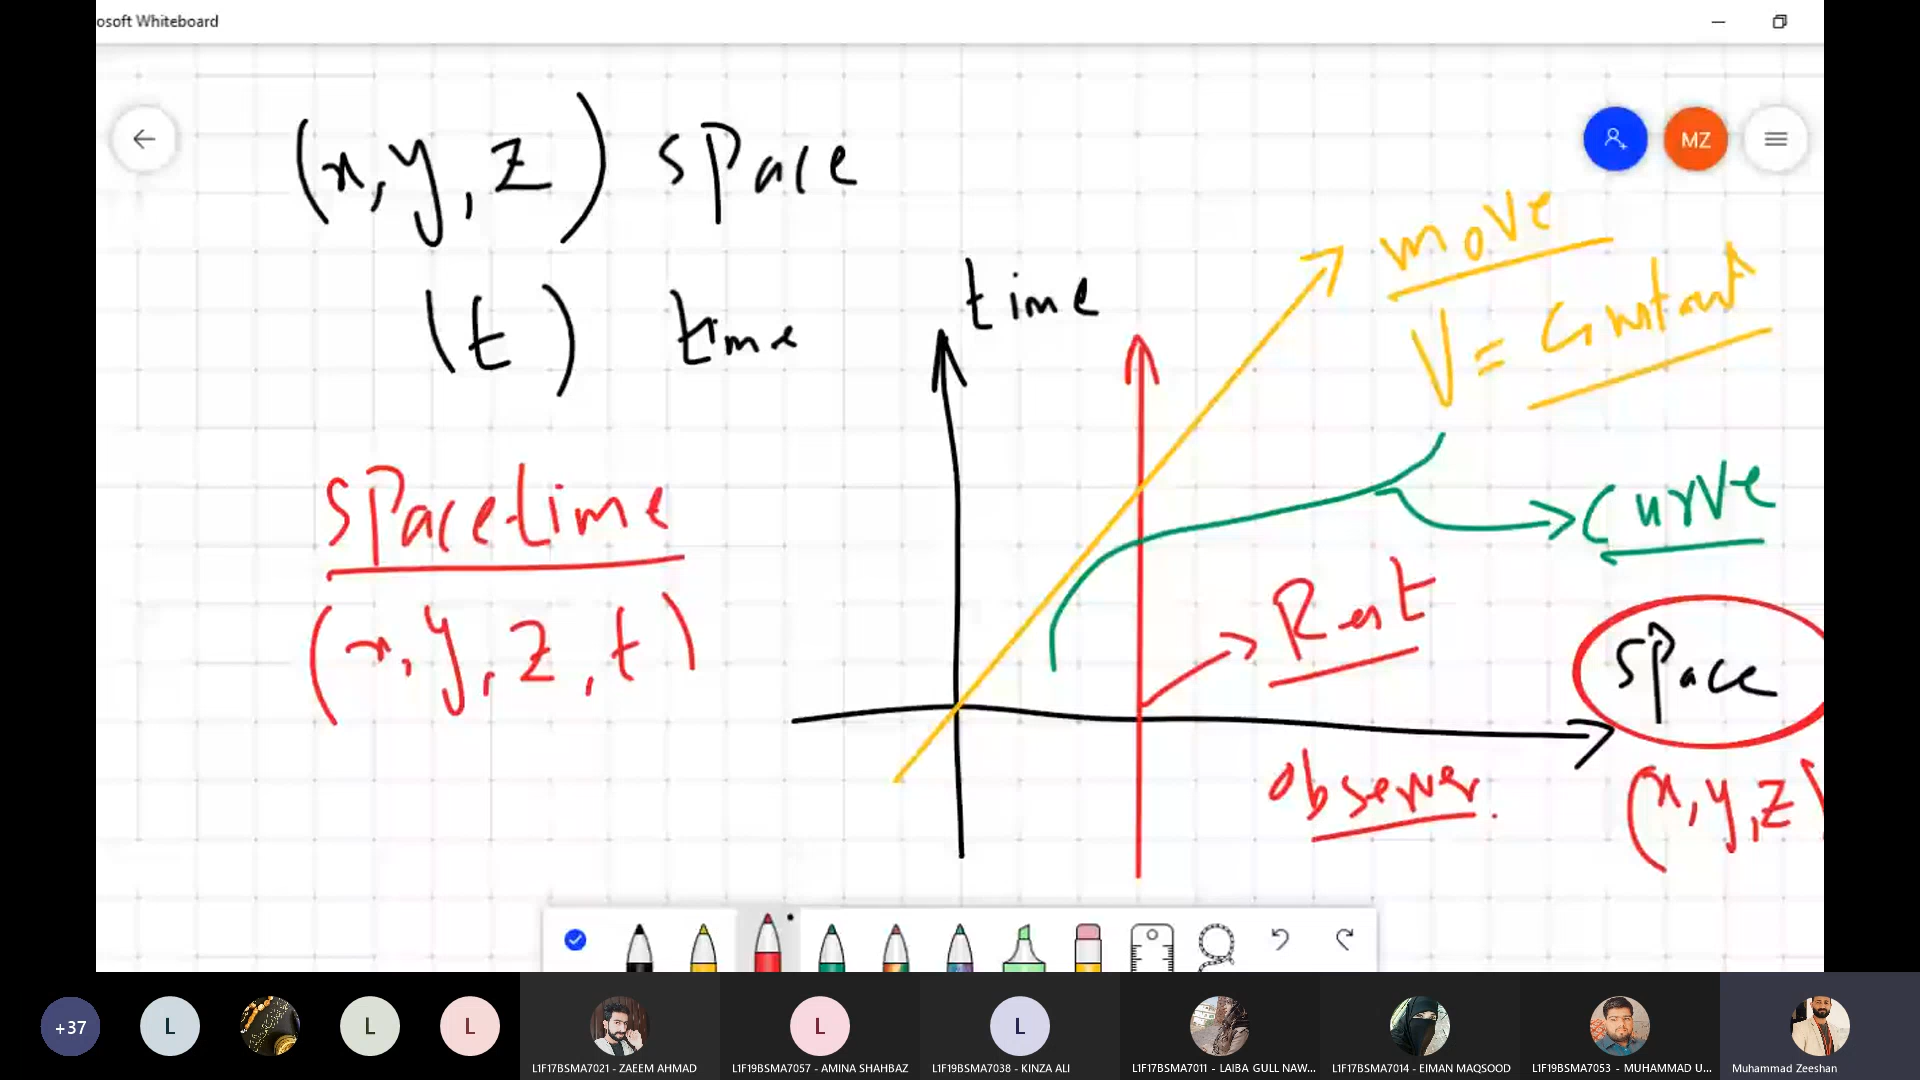 osoft Whiteboard
(x, y, z) space
MZ
move
(t) time
time
V = Constant
Spacetime
Curve
(x, y, z, t)
Rest
Space
Observer.
(x, y, z)
+37
L
L
L
L
L
L1F17BSMA7021 - ZAEEM AHMAD
L1F19BSMA7057 - AMINA SHAHBAZ
L1F19BSMA7038 - KINZA ALI
L1F17BSMA7011 - LAIBA GULL NAW...
L1F17BSMA7014 - EIMAN MAQSOOD
L1F19BSMA7053 - MUHAMMAD U...
Muhammad Zeeshan